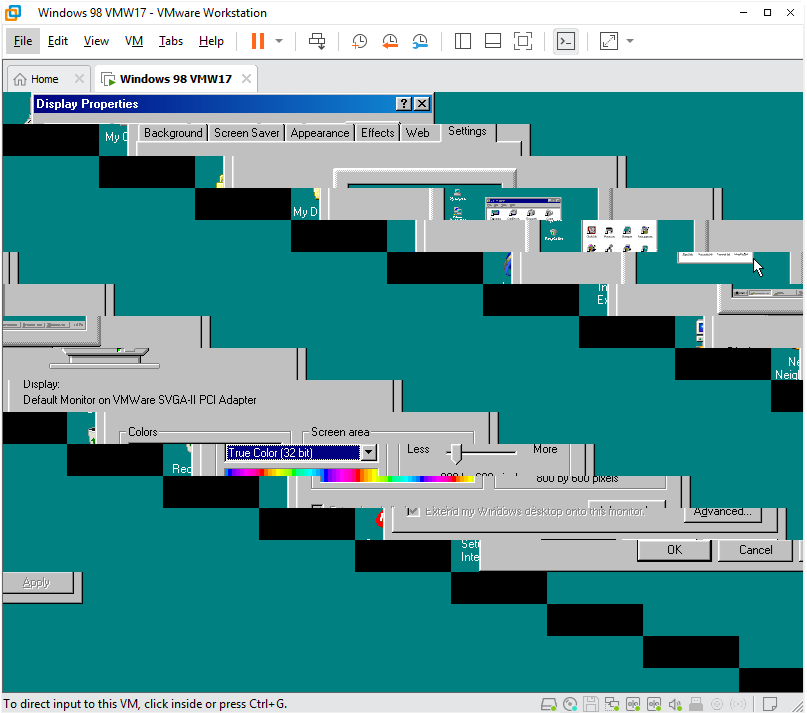 Windows 98 VMW17 - VMware Workstation
File Edit View VM Tabs Help
Home Windows 98 VMW17
Display Properties
My C
Background Screen Saver Appearance Effects Web Settings
My D
In
Ex
Ne
Neigh
Display:
Default Monitor on VMWare SVGA-II PCI Adapter
Colors Screen area
True Color (32 bit) Less More
Rec
800 by 600 pixels
Extend my Windows desktop onto this monitor.
Advanced...
Set
Inte
OK Cancel
Apply
To direct input to this VM, click inside or press Ctrl+G.